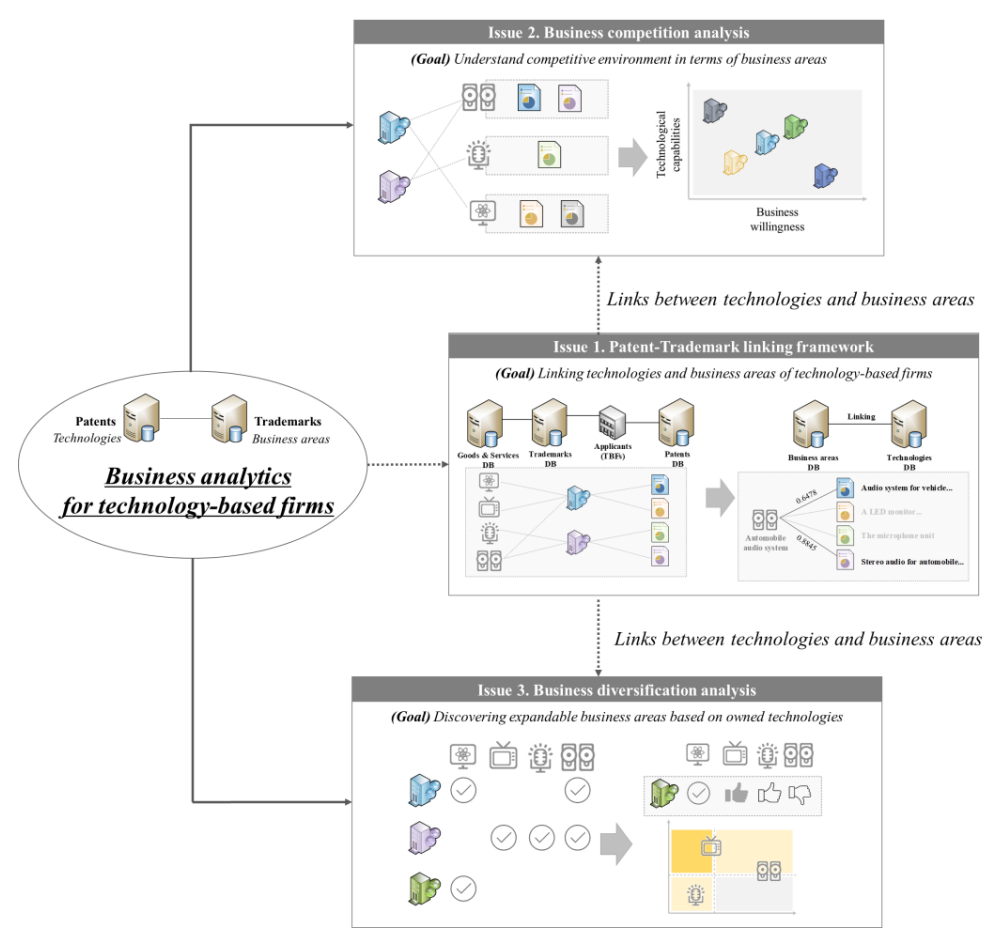 Issue 2. Business competition analysis
(Goal) Understand competitive environment in terms of business areas
Technological
capabilities
Business
willingness
Links between technologies and business areas
Issue 1. Patent-Trademark linking framework
(Goal) Linking technologies and business areas of technology-based firms
Patents
Technologies
Trademarks
Business areas
Business analytics
for technology-based firms
Goods & Services
DB
Trademarks
DB
Applicants
(TBFs)
Patents
DB
Linking
Business areas
DB
Technologies
DB
0.6478
0.8845
Automobile
audio system
Audio system for vehicle...
A LED monitor...
The microphone unit
Stereo audio for automobile...
Links between technologies and business areas
Issue 3. Business diversification analysis
(Goal) Discovering expandable business areas based on owned technologies